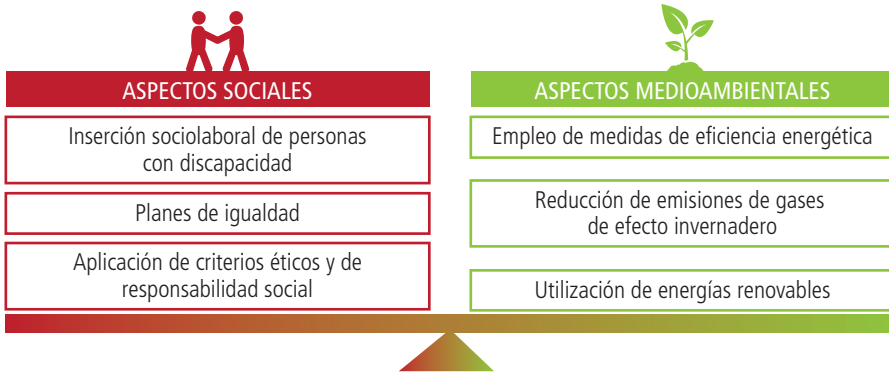 ASPECTOS SOCIALES
Inserción sociolaboral de personas
con discapacidad
Planes de igualdad
Aplicación de criterios éticos y de
responsabilidad social
ASPECTOS MEDIOAMBIENTALES
Empleo de medidas de eficiencia energética
Reducción de emisiones de gases
de efecto invernadero
Utilización de energías renovables